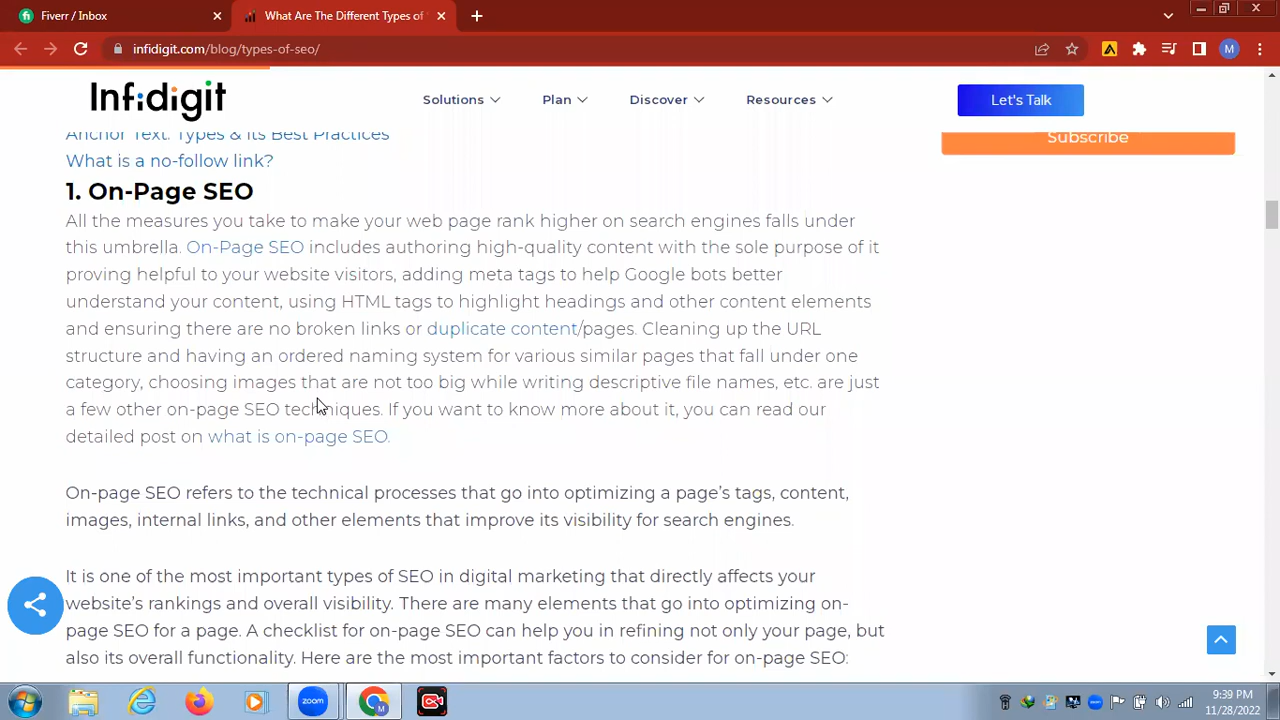 Fiverr / Inbox
What Are The Different Types of
infidigit.com/blog/types-of-seo/
M
Infidigit
Solutions
Plan
Discover
Resources
Let's Talk
Anchor Text: Types & Its Best Practices
Subscribe
What is a no-follow link?
1. On-Page SEO
All the measures you take to make your web page rank higher on search engines falls under
this umbrella. On-Page SEO includes authoring high-quality content with the sole purpose of it
proving helpful to your website visitors, adding meta tags to help Google bots better
understand your content, using HTML tags to highlight headings and other content elements
and ensuring there are no broken links or duplicate content/pages. Cleaning up the URL
structure and having an ordered naming system for various similar pages that fall under one
category, choosing images that are not too big while writing descriptive file names, etc. are just
a few other on-page SEO techniques. If you want to know more about it, you can read our
detailed post on what is on-page SEO.
On-page SEO refers to the technical processes that go into optimizing a page's tags, content,
images, internal links, and other elements that improve its visibility for search engines.
It is one of the most important types of SEO in digital marketing that directly affects your
website's rankings and overall visibility. There are many elements that go into optimizing on-
page SEO for a page. A checklist for on-page SEO can help you in refining not only your page, but
also its overall functionality. Here are the most important factors to consider for on-page SEO:
zoom
M
9:39 PM
11/28/2022